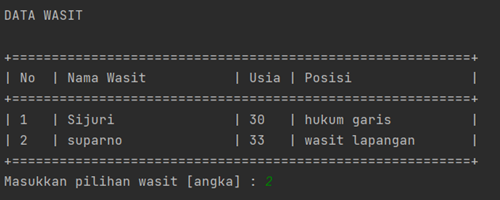 DATA WASIT
+==========================================================+
| No  | Nama Wasit           | Usia | Posisi               |
+==========================================================+
| 1   | Sijuri               | 30   | hukum garis          |
| 2   | suparno              | 33   | wasit lapangan       |
+==========================================================+
Masukkan pilihan wasit [angka] : 2